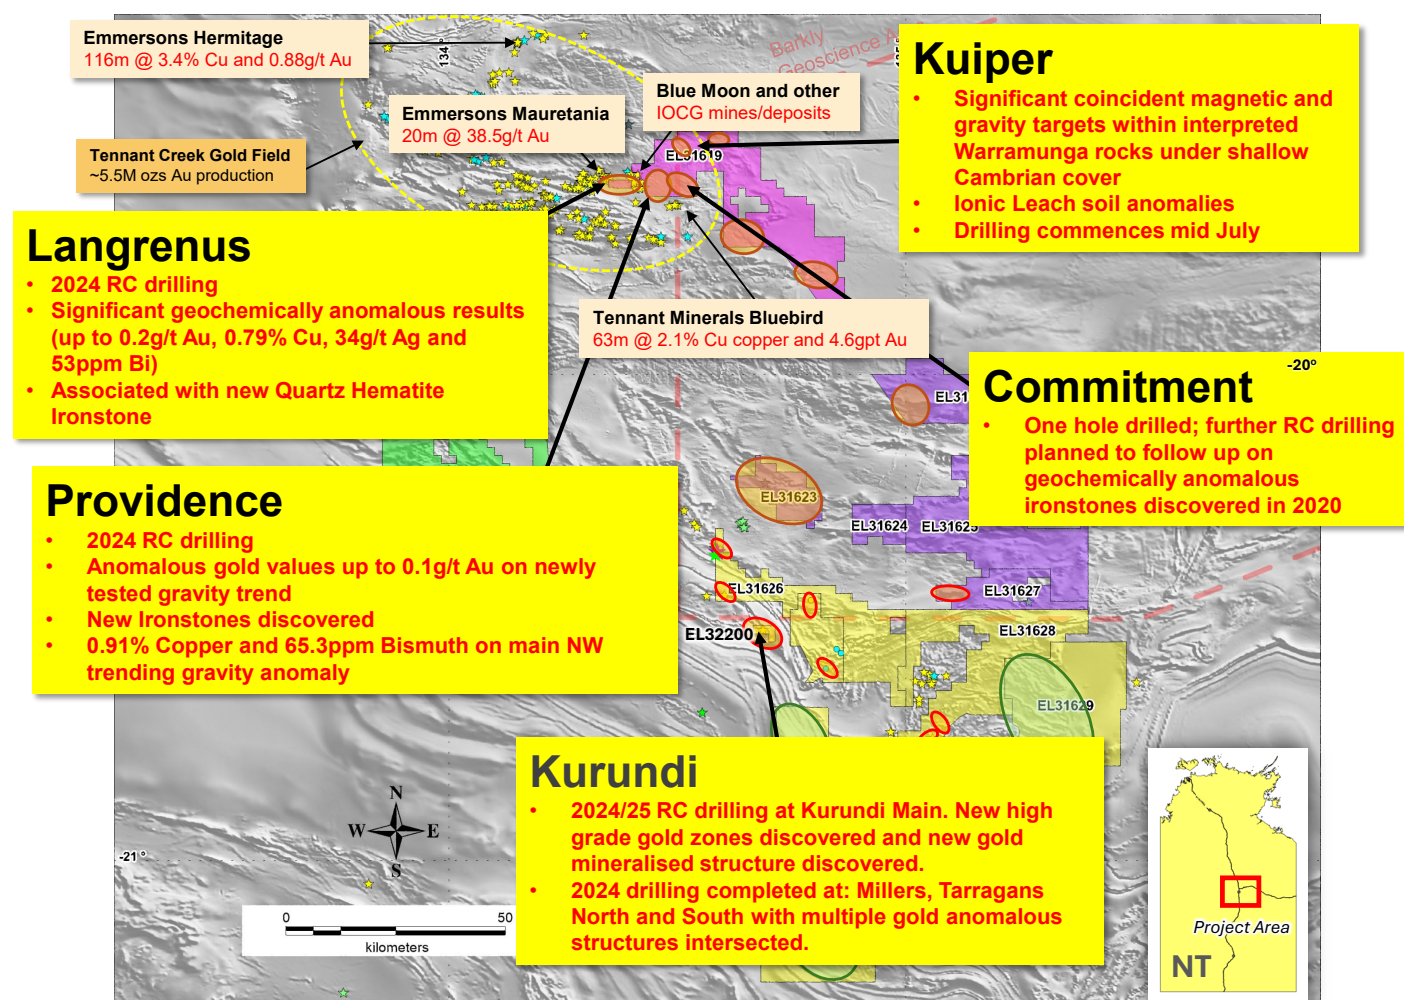 Emmersons Hermitage
116m @ 3.4% Cu and 0.88g/t Au
134°
Barkly
Geoscience A
Kuiper
• Significant coincident magnetic and
gravity targets within interpreted
Warramunga rocks under shallow
Cambrian cover
• Ionic Leach soil anomalies
• Drilling commences mid July
Emmersons Mauretania
20m @ 38.5g/t Au
Blue Moon and other
IOCG mines/deposits
Tennant Creek Gold Field
~5.5M ozs Au production
EL31619
Langrenus
• 2024 RC drilling
• Significant geochemically anomalous results
(up to 0.2g/t Au, 0.79% Cu, 34g/t Ag and
53ppm Bi)
• Associated with new Quartz Hematite
Ironstone
Tennant Minerals Bluebird
63m @ 2.1% Cu copper and 4.6gpt Au
-20°
Commitment
• One hole drilled; further RC drilling
planned to follow up on
geochemically anomalous
ironstones discovered in 2020
EL31
Providence
• 2024 RC drilling
• Anomalous gold values up to 0.1g/t Au on newly
tested gravity trend
• New Ironstones discovered
• 0.91% Copper and 65.3ppm Bismuth on main NW
trending gravity anomaly
EL31623
EL31624
EL31625
EL31626
EL31627
EL32200
EL31628
EL31629
Kurundi
• 2024/25 RC drilling at Kurundi Main. New high
grade gold zones discovered and new gold
mineralised structure discovered.
• 2024 drilling completed at: Millers, Tarragans
North and South with multiple gold anomalous
structures intersected.
N
W E
S
-21°
0 50
kilometers
Project Area
NT